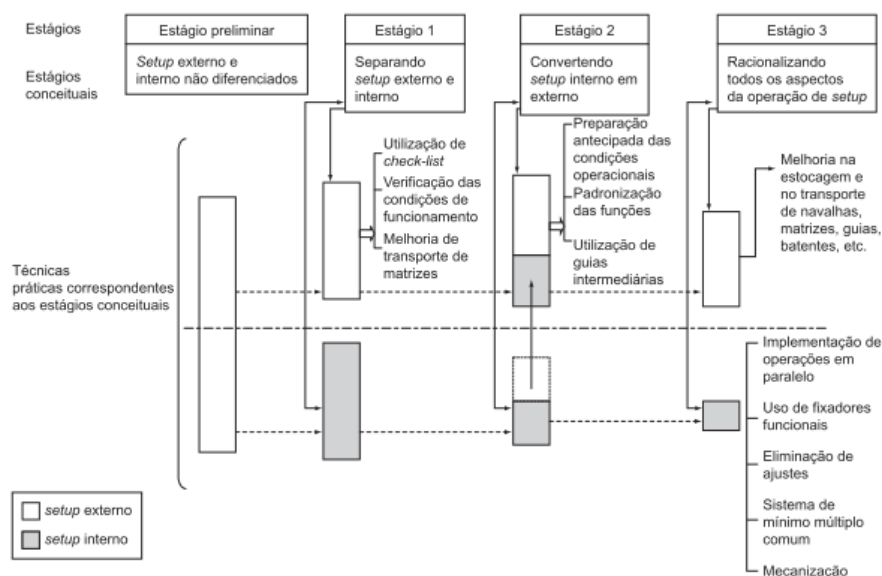 Estágios
Estágio preliminar
Estágio 1
Estágio 2
Estágio 3
Estágios
conceituais
Setup externo e
interno não diferenciados
Separando
setup externo e
interno
Convertendo
setup interno em
externo
Racionalizando
todos os aspectos
da operação de setup
Utilização de
check-list
Verificação das
condições de
funcionamento
Melhoria de
transporte de
matrizes
Preparação
antecipada das
condições
operacionais
Padronização
das funções
Utilização de
guias
intermediárias
Melhoria na
estocagem e
no transporte
de navalhas,
matrizes, guias,
batentes, etc.
Técnicas
práticas correspondentes
aos estágios conceituais
Implementação de
operações em
paralelo
Uso de fixadores
funcionais
Eliminação de
ajustes
Sistema de
mínimo múltiplo
comum
Mecanização
setup externo
setup interno